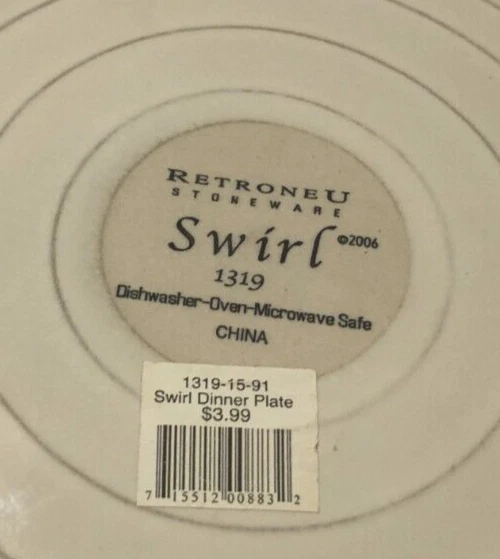 RETRONEU
STONEWARE
Swirl ©2006
1319
Dishwasher-Oven-Microwave Safe
CHINA
1319-15-91
Swirl Dinner Plate
$3.99
7 15512 00883 2